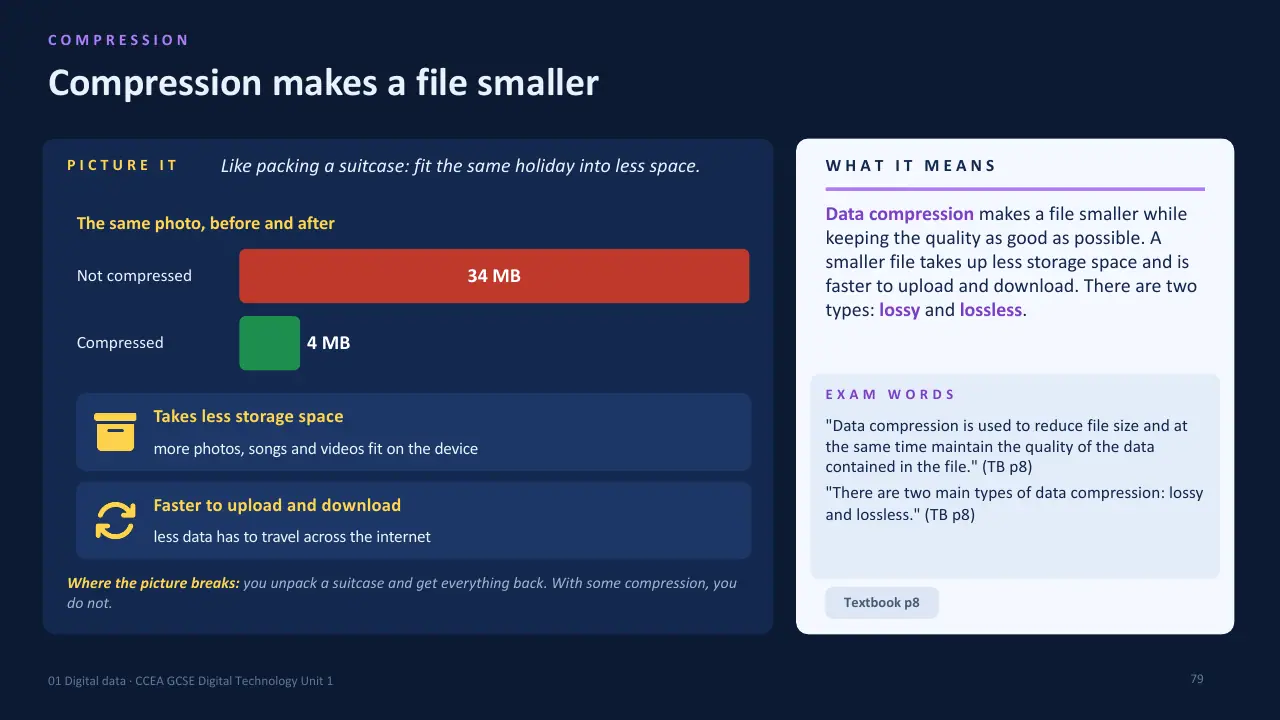 COMPRESSION
Compression makes a file smaller
PICTURE IT
Like packing a suitcase: fit the same holiday into less space.
The same photo, before and after
Not compressed
34 MB
Compressed
4 MB
Takes less storage space
more photos, songs and videos fit on the device
Faster to upload and download
less data has to travel across the internet
Where the picture breaks: you unpack a suitcase and get everything back. With some compression, you
do not.
WHAT IT MEANS
Data compression makes a file smaller while
keeping the quality as good as possible. A
smaller file takes up less storage space and is
faster to upload and download. There are two
types: lossy and lossless.
EXAM WORDS
"Data compression is used to reduce file size and at
the same time maintain the quality of the data
contained in the file." (TB p8)
"There are two main types of data compression: lossy
and lossless." (TB p8)
Textbook p8
01 Digital data · CCEA GCSE Digital Technology Unit 1
79